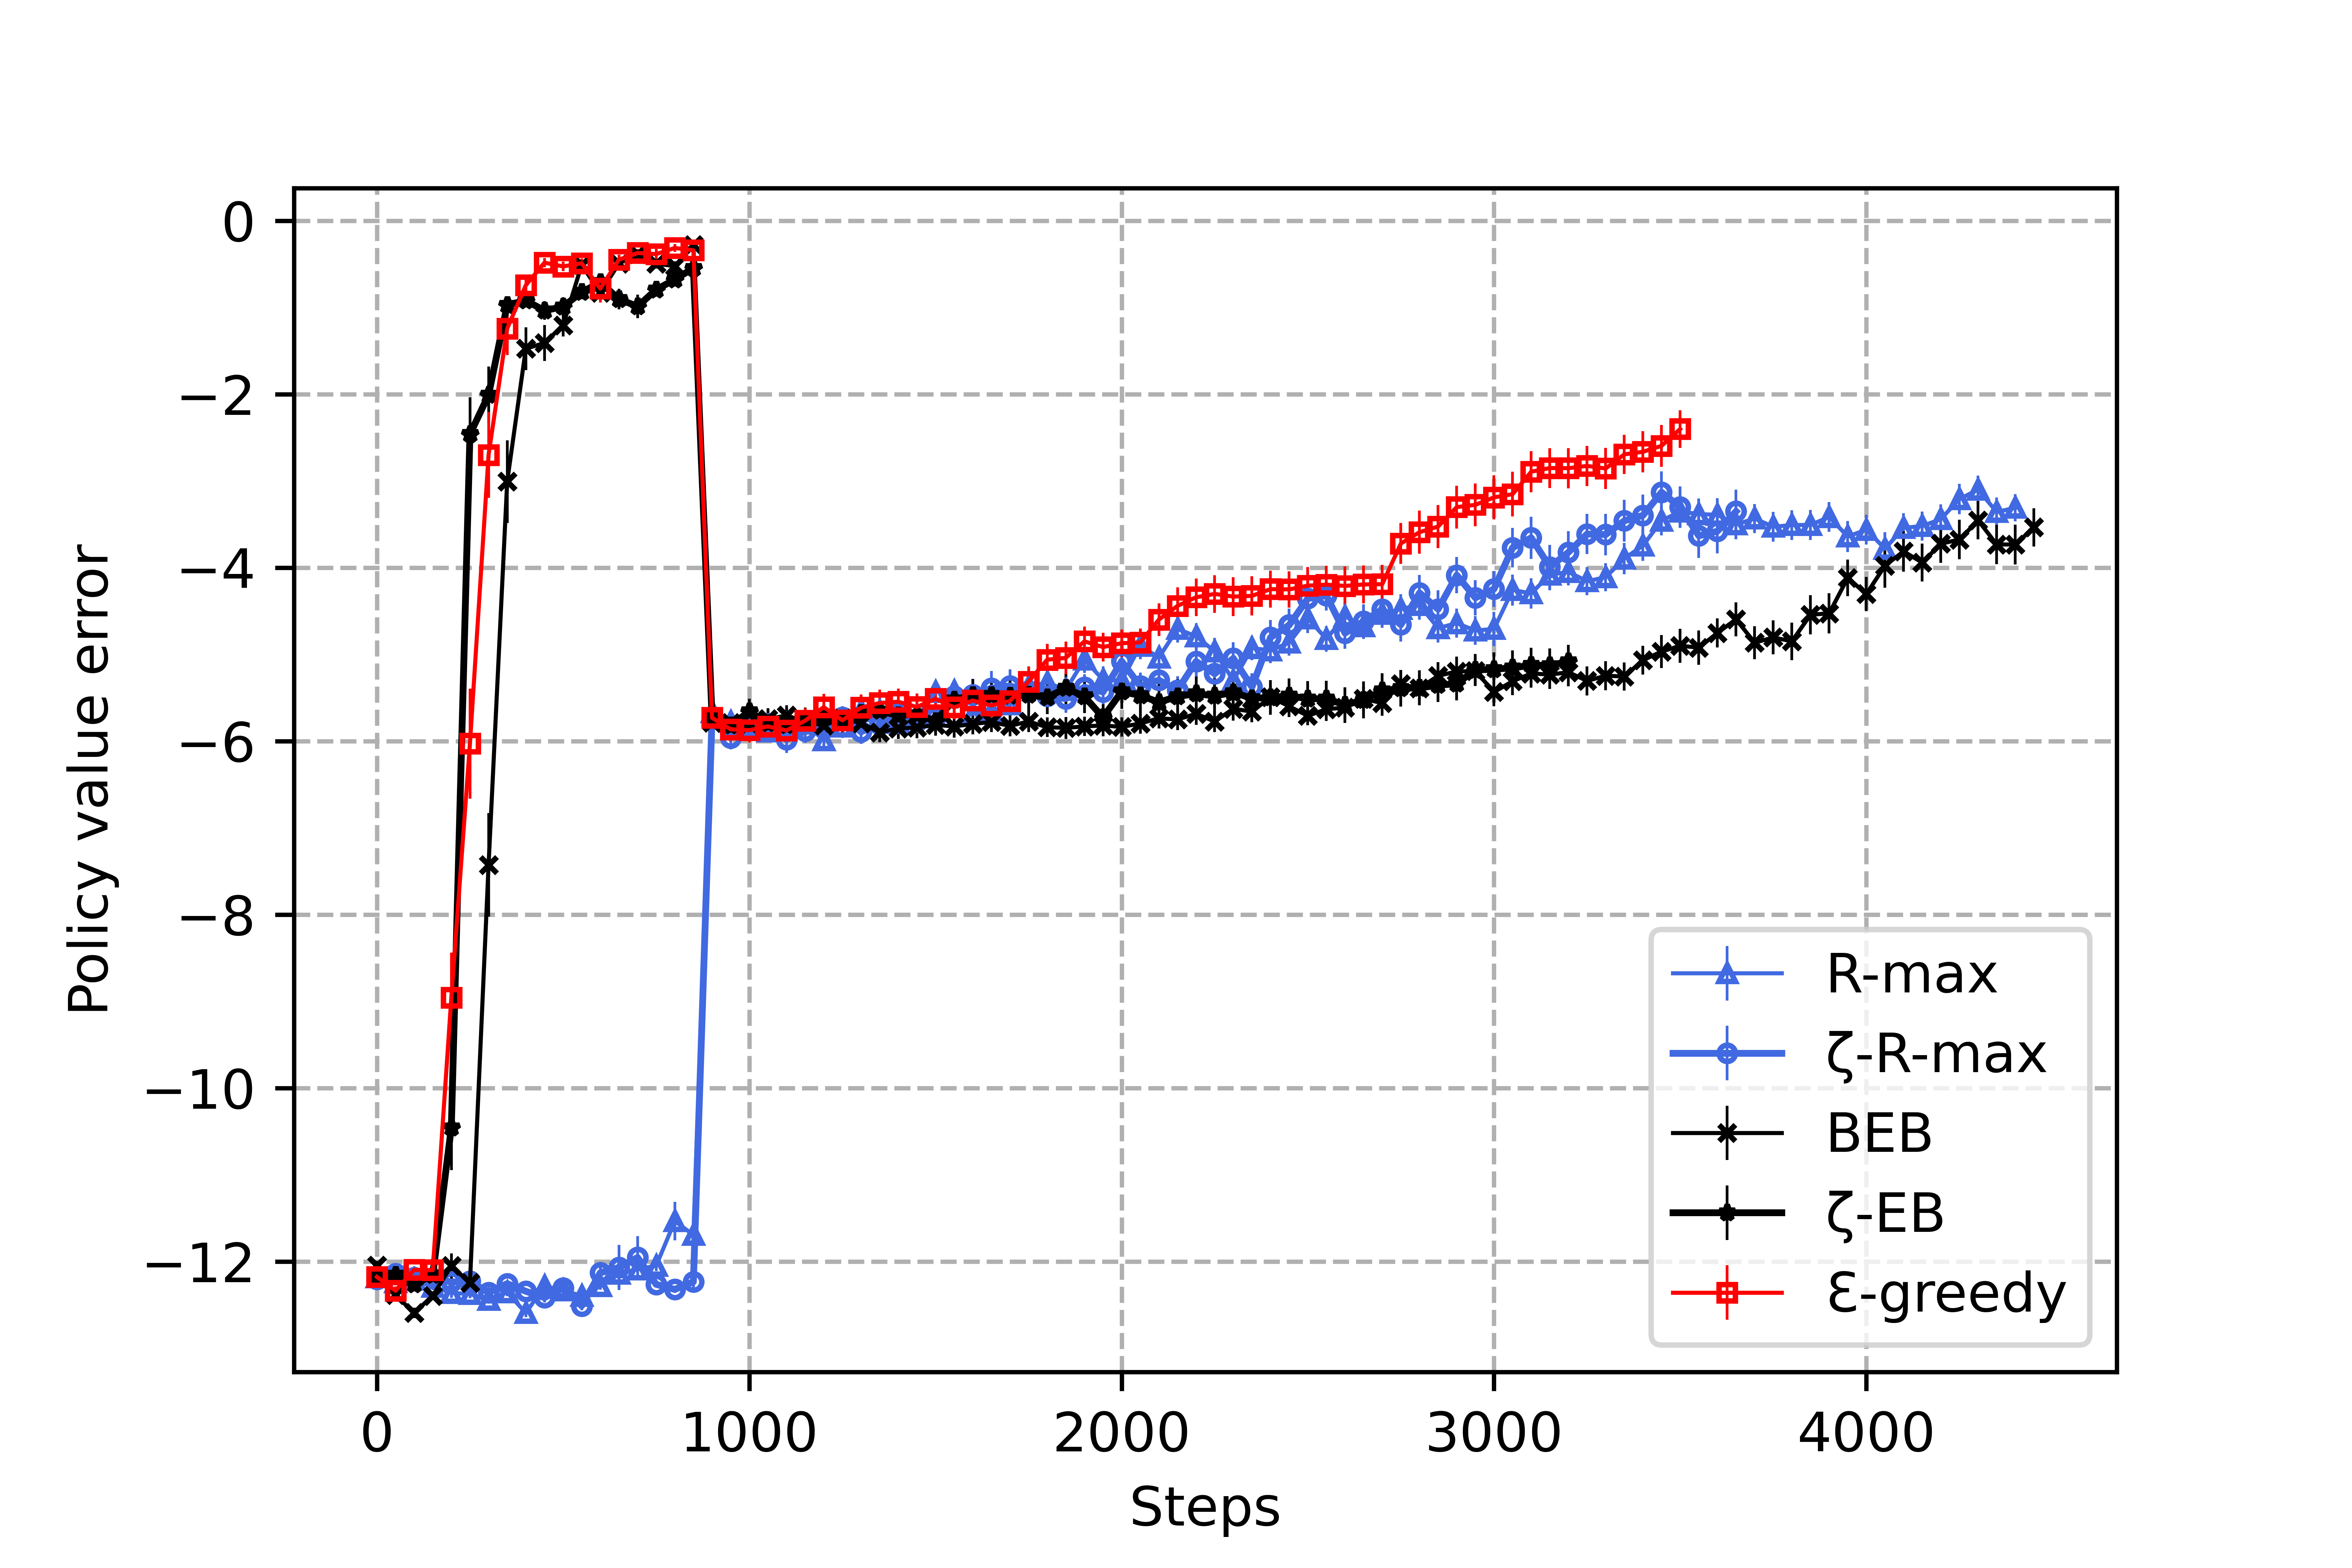 0
−2
−4
−6
−8
−10
−12
Policy value error
0 1000 2000 3000 4000
Steps
R-max
ζ-R-max
BEB
ζ-EB
Ɛ-greedy